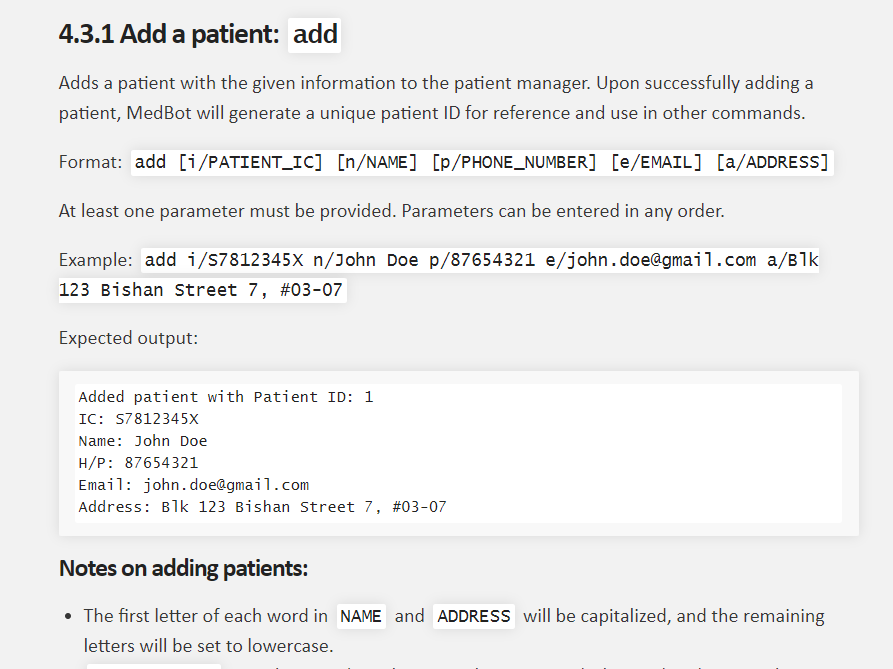 4.3.1 Add a patient: add
Adds a patient with the given information to the patient manager. Upon successfully adding a
patient, MedBot will generate a unique patient ID for reference and use in other commands.
Format: add [i/PATIENT_IC] [n/NAME] [p/PHONE_NUMBER] [e/EMAIL] [a/ADDRESS]
At least one parameter must be provided. Parameters can be entered in any order.
Example: add i/S7812345X n/John Doe p/87654321 e/john.doe@gmail.com a/Blk
123 Bishan Street 7, #03-07
Expected output:
Added patient with Patient ID: 1
IC: S7812345X
Name: John Doe
H/P: 87654321
Email: john.doe@gmail.com
Address: Blk 123 Bishan Street 7, #03-07
Notes on adding patients:
• The first letter of each word in NAME and ADDRESS will be capitalized, and the remaining
letters will be set to lowercase.